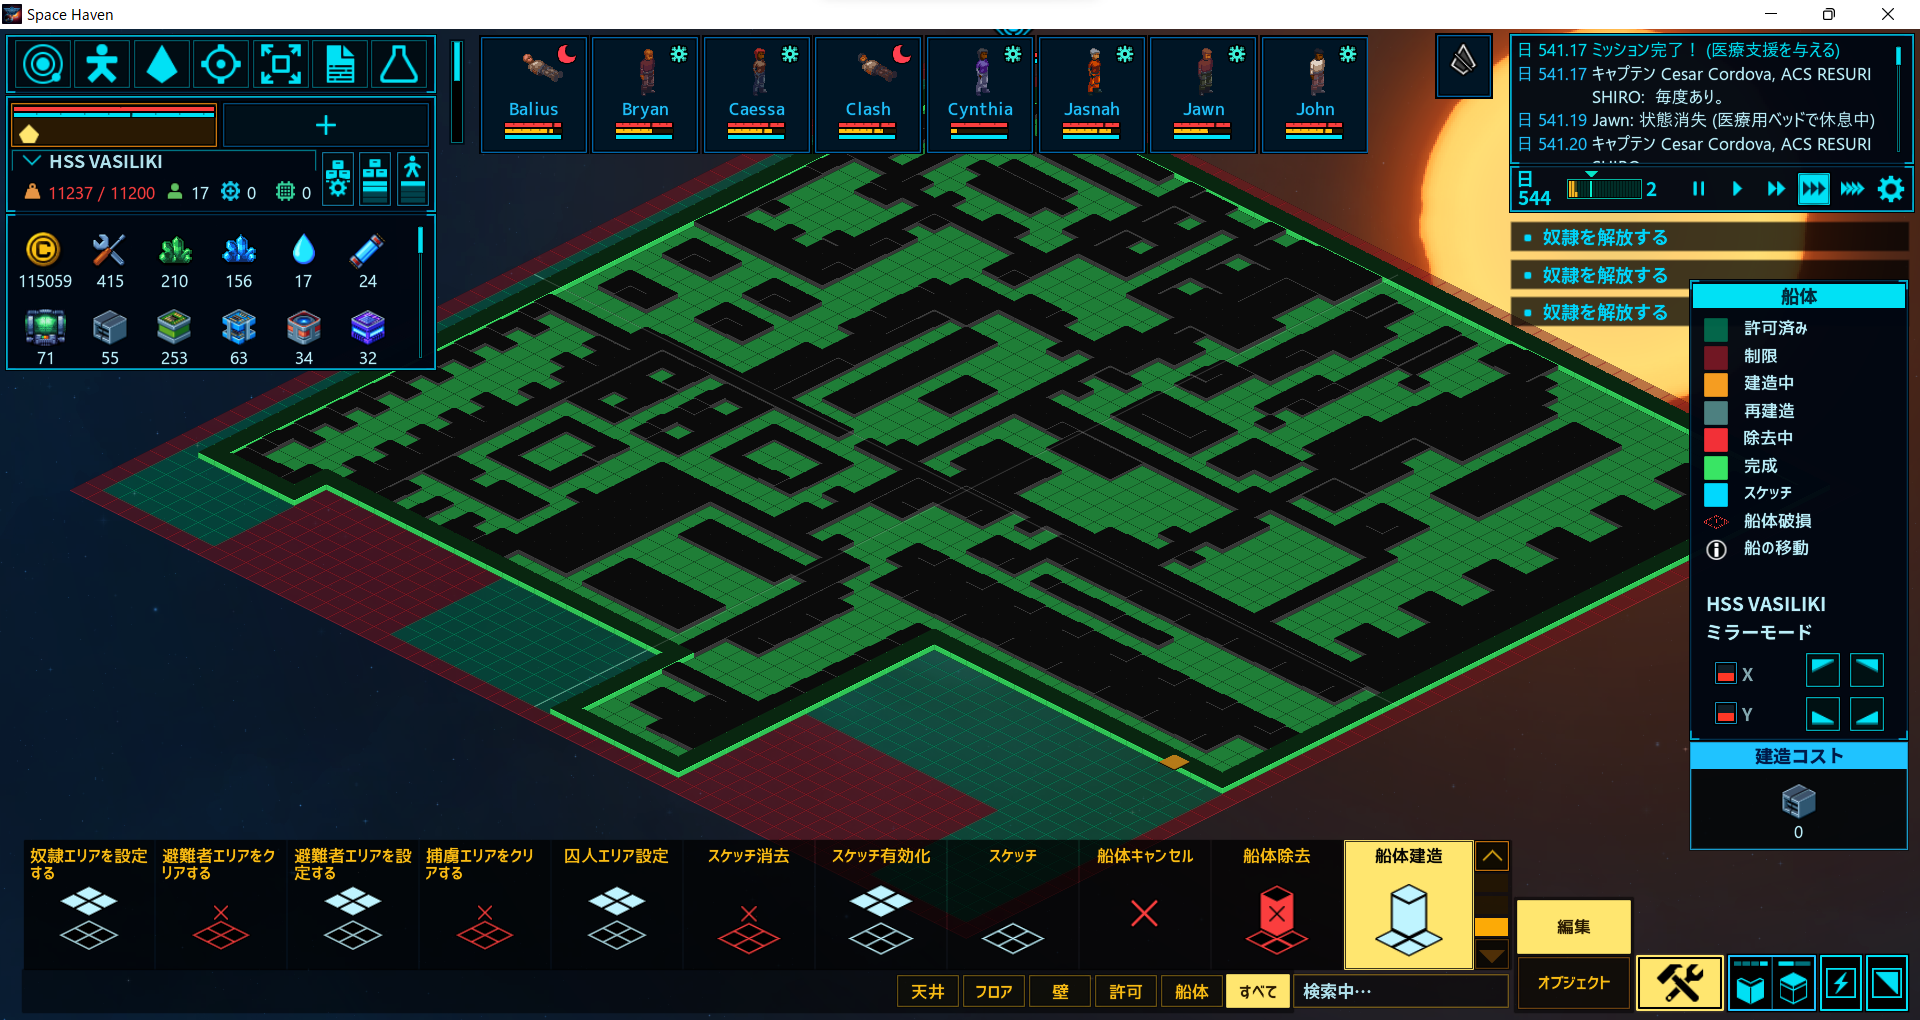 Space Haven
Balius
Bryan
Caessa
Clash
Cynthia
Jasnah
Jawn
John
HSS VASILIKI
11237 / 11200
17
0
0
115059
415
210
156
17
24
71
55
253
63
34
32
日 541.17 ミッション完了！ (医療支援を与える)
日 541.17 キャプテン Cesar Cordova, ACS RESURI
SHIRO: 毎度あり。
日 541.19 Jawn: 状態消失 (医療用ベッドで休息中)
日 541.20 キャプテン Cesar Cordova, ACS RESURI
日
544
2
奴隷を解放する
奴隷を解放する
奴隷を解放する
船体
許可済み
制限
建造中
再建造
除去中
完成
スケッチ
船体破損
船の移動
HSS VASILIKI
ミラーモード
X
Y
建造コスト
0
奴隷エリアを設定
する
避難者エリアをク
リアする
避難者エリアを設
定する
捕虜エリアをクリ
アする
囚人エリア設定
スケッチ消去
スケッチ有効化
スケッチ
船体キャンセル
船体除去
船体建造
編集
オブジェクト
天井
フロア
壁
許可
船体
すべて
検索中…